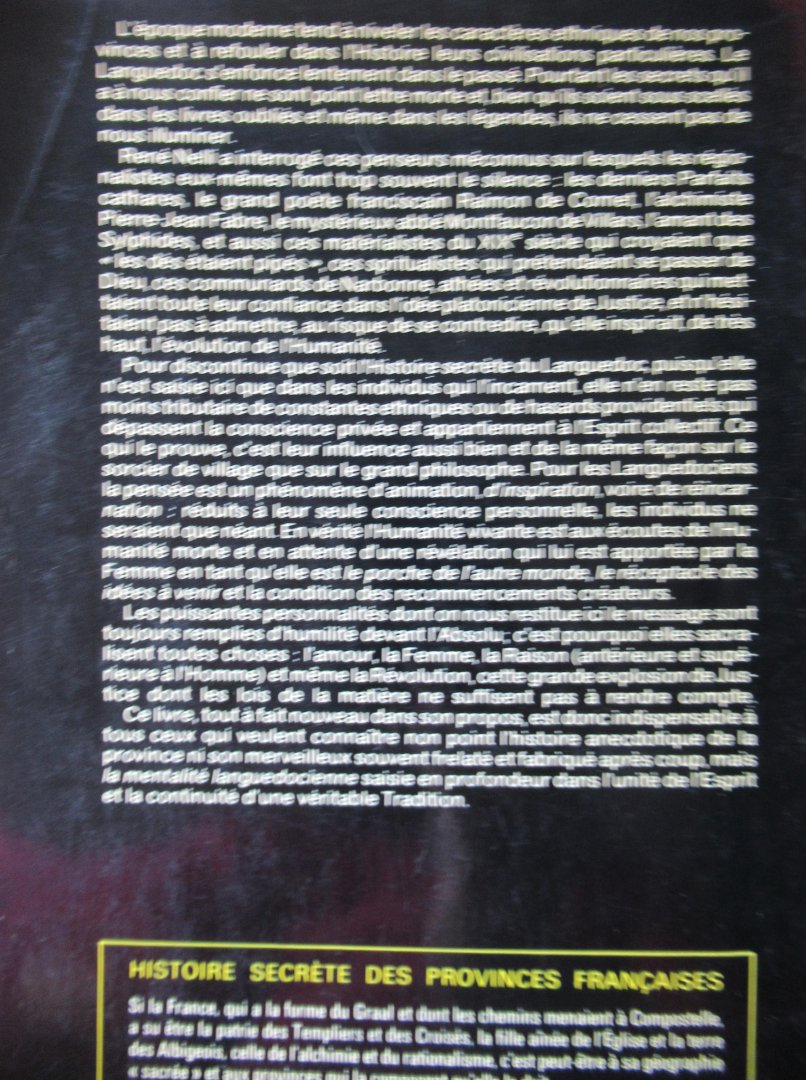 L'époque moderne tend à niveler les caractères ethniques de nos pro-
vinces et à refouler dans l'Histoire leurs civilisations particulières. Le
Languedoc s'enfonce lentement dans le passé. Pourtant les secrets qu'il
a à nous confier ne sont point lettre morte et, bien qu'ils soient
dans les livres oubliés et même dans les légendes, ils ne cessent pas de
nous illuminer.
René Nelli a interrogé ces penseurs méconnus sur lesquels les régio-
nalistes eux-mêmes font trop souvent le silence : les derniers Parfaits
cathares, le grand poète franciscain Raimon de Cornet, l'alchimiste
Pierre-Jean Fabre, le mystérieux abbé Montfaucon de Villars, l'amant des
Sylphides, et aussi ces matérialistes du XIXe siècle qui croyaient que
« les dés étaient pipés », ces spritualistes qui prétendaient se passer de
Dieu, ces communards de Narbonne, athées et révolutionnaires qui met-
taient toute leur confiance dans l'idée platonicienne de Justice, et n'hési-
taient pas à admettre, au risque de se contredire, qu'elle inspirait, de très
haut, l'évolution de l'Humanité.
Pour discontinue que soit l'Histoire secrète du Languedoc, puisqu'elle
n'est saisie ici que dans les individus qui l'incarnent, elle n'en reste pas
moins tributaire de constantes ethniques ou de hasards providentiels qui
dépassent la conscience privée et appartiennent à l'Esprit collectif. Ce
qui le prouve, c'est leur influence aussi bien et de la même façon sur le
sorcier de village que sur le grand philosophe. Pour les Languedociens
la pensée est un phénomène d'animation, d'inspiration, voire de réincar-
nation : réduits à leur seule conscience personnelle, les individus ne
seraient que néant. En vérité l'Humanité vivante est aux écoutes de l'Hu-
manité morte et en attente d'une révélation qui lui est apportée par la
Femme en tant qu'elle est le porche de l'autre monde, le réceptacle des
idées à venir et la condition des recommencements créateurs.
Les puissantes personnalités dont on nous restitue ici le message sont
toujours remplies d'humilité devant l'Absolu, c'est pourquoi elles sacra-
lisent toutes choses : l'amour, la Femme, la Raison (antérieure et supé-
rieure à l'Homme) et même la Révolution, cette grande explosion de Jus-
tice dont les lois de la matière ne suffisent pas à rendre compte
Ce livre, tout à fait nouveau dans son propos, est donc indispensable à
tous ceux qui veulent connaître non point l'histoire anecdotique de la
province ni son merveilleux souvent frelaté et fabriqué après coup, mais
la mentalité languedocienne saisie en profondeur dans l'unité de l'Esprit
et la continuité d'une véritable Tradition.
HISTOIRE SECRÈTE DES PROVINCES FRANÇAISES
Si la France, qui a la forme du Graal et dont les chemins menaient à Compostelle,
a su être la patrie des Templiers et des Croisés, la fille aînée de l'Église et la terre
des Albigeois, celle de l'alchimie et du rationalisme, c'est peut-être à sa géographie
« sacrée » et aux provinces qui la composent qu'elle le doit